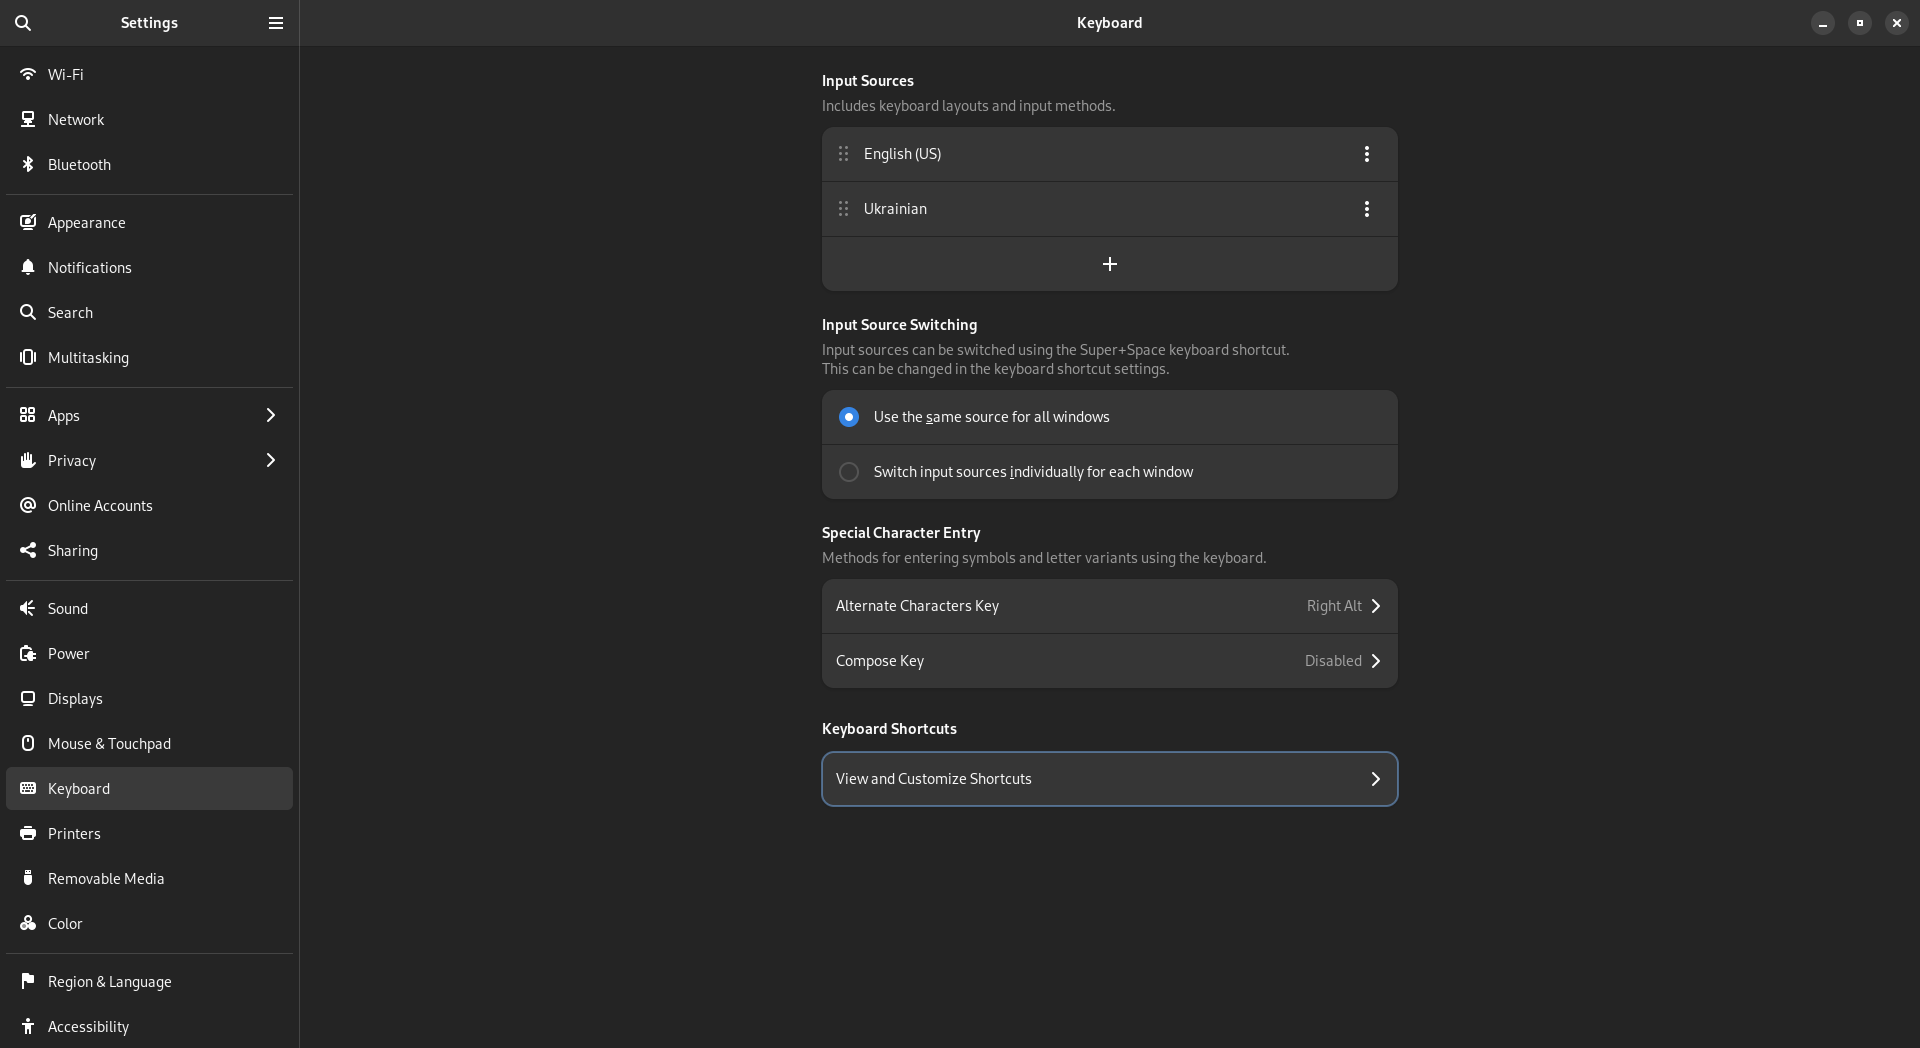 Settings
Keyboard
Wi-Fi
Network
Bluetooth
Appearance
Notifications
Search
Multitasking
Apps
Privacy
Online Accounts
Sharing
Sound
Power
Displays
Mouse & Touchpad
Keyboard
Printers
Removable Media
Color
Region & Language
Accessibility
Input Sources
Includes keyboard layouts and input methods.
English (US)
Ukrainian
Input Source Switching
Input sources can be switched using the Super+Space keyboard shortcut.
This can be changed in the keyboard shortcut settings.
Use the same source for all windows
Switch input sources individually for each window
Special Character Entry
Methods for entering symbols and letter variants using the keyboard.
Alternate Characters Key Right Alt
Compose Key Disabled
Keyboard Shortcuts
View and Customize Shortcuts